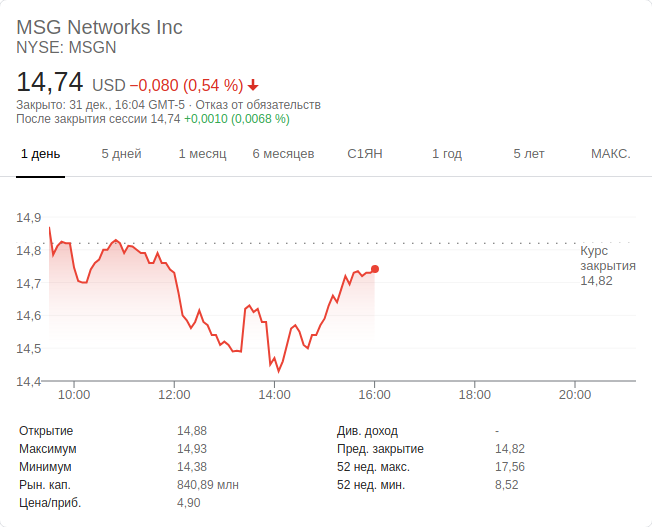 MSG Networks Inc
NYSE: MSGN
14,74 USD −0,080 (0,54 %)
Закрыто: 31 дек., 16:04 GMT-5 · Отказ от обязательств
После закрытия сессии 14,74 +0,0010 (0,0068 %)
1 день 5 дней 1 месяц 6 месяцев С1ЯН 1 год 5 лет МАКС.
14,9
14,8
14,7
14,6
14,5
14,4
Курс
закрытия
14,82
10:00 12:00 14:00 16:00 18:00 20:00
Открытие 14,88 Див. доход -
Максимум 14,93 Пред. закрытие 14,82
Минимум 14,38 52 нед. макс. 17,56
Рын. кап. 840,89 млн 52 нед. мин. 8,52
Цена/приб. 4,90